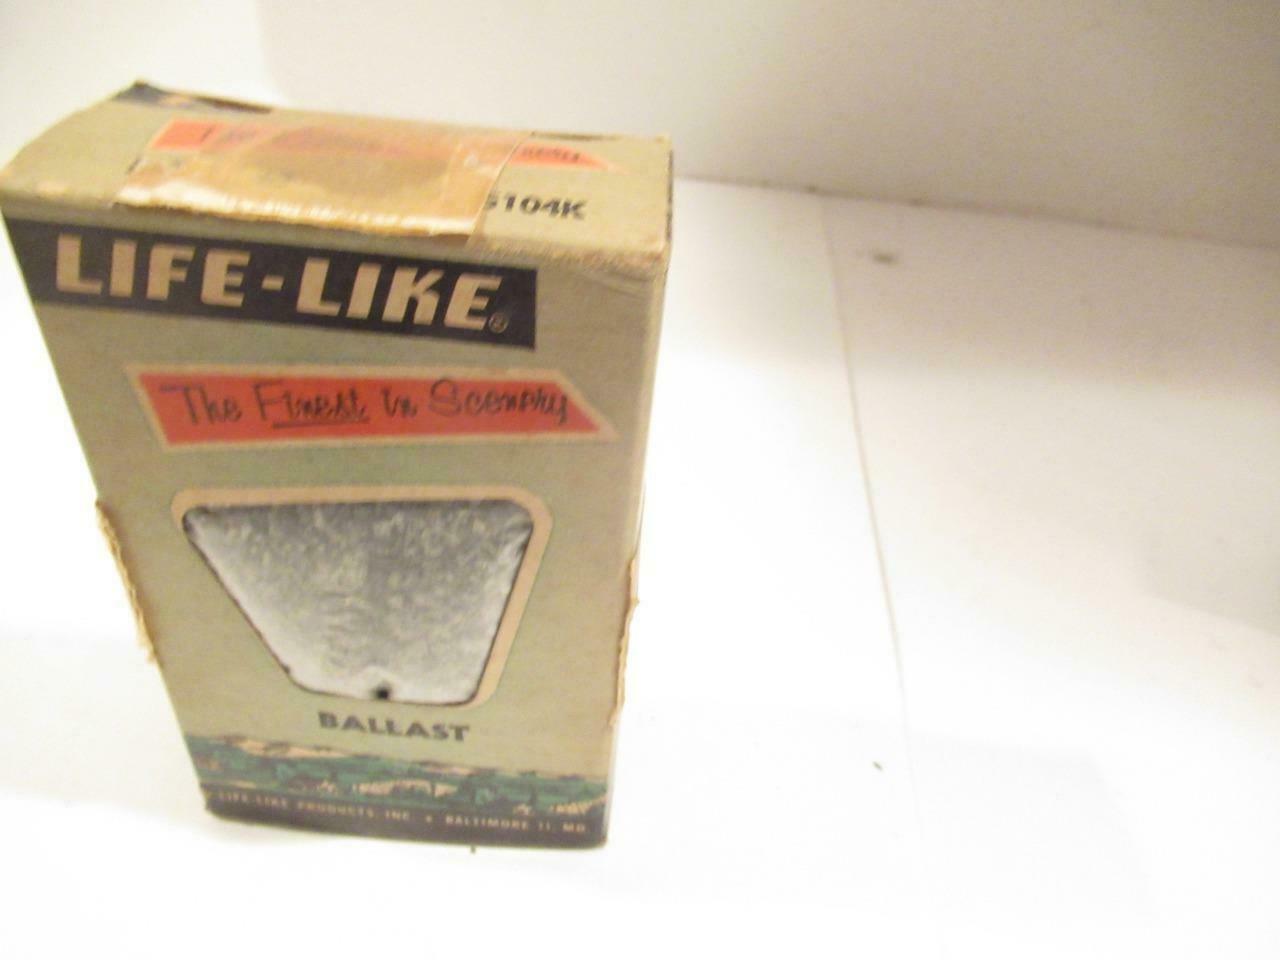 S104K
LIFE-LIKE®
The Finest in Scenery
BALLAST
LIFE-LIKE PRODUCTS, INC. • BALTIMORE 11, MD.